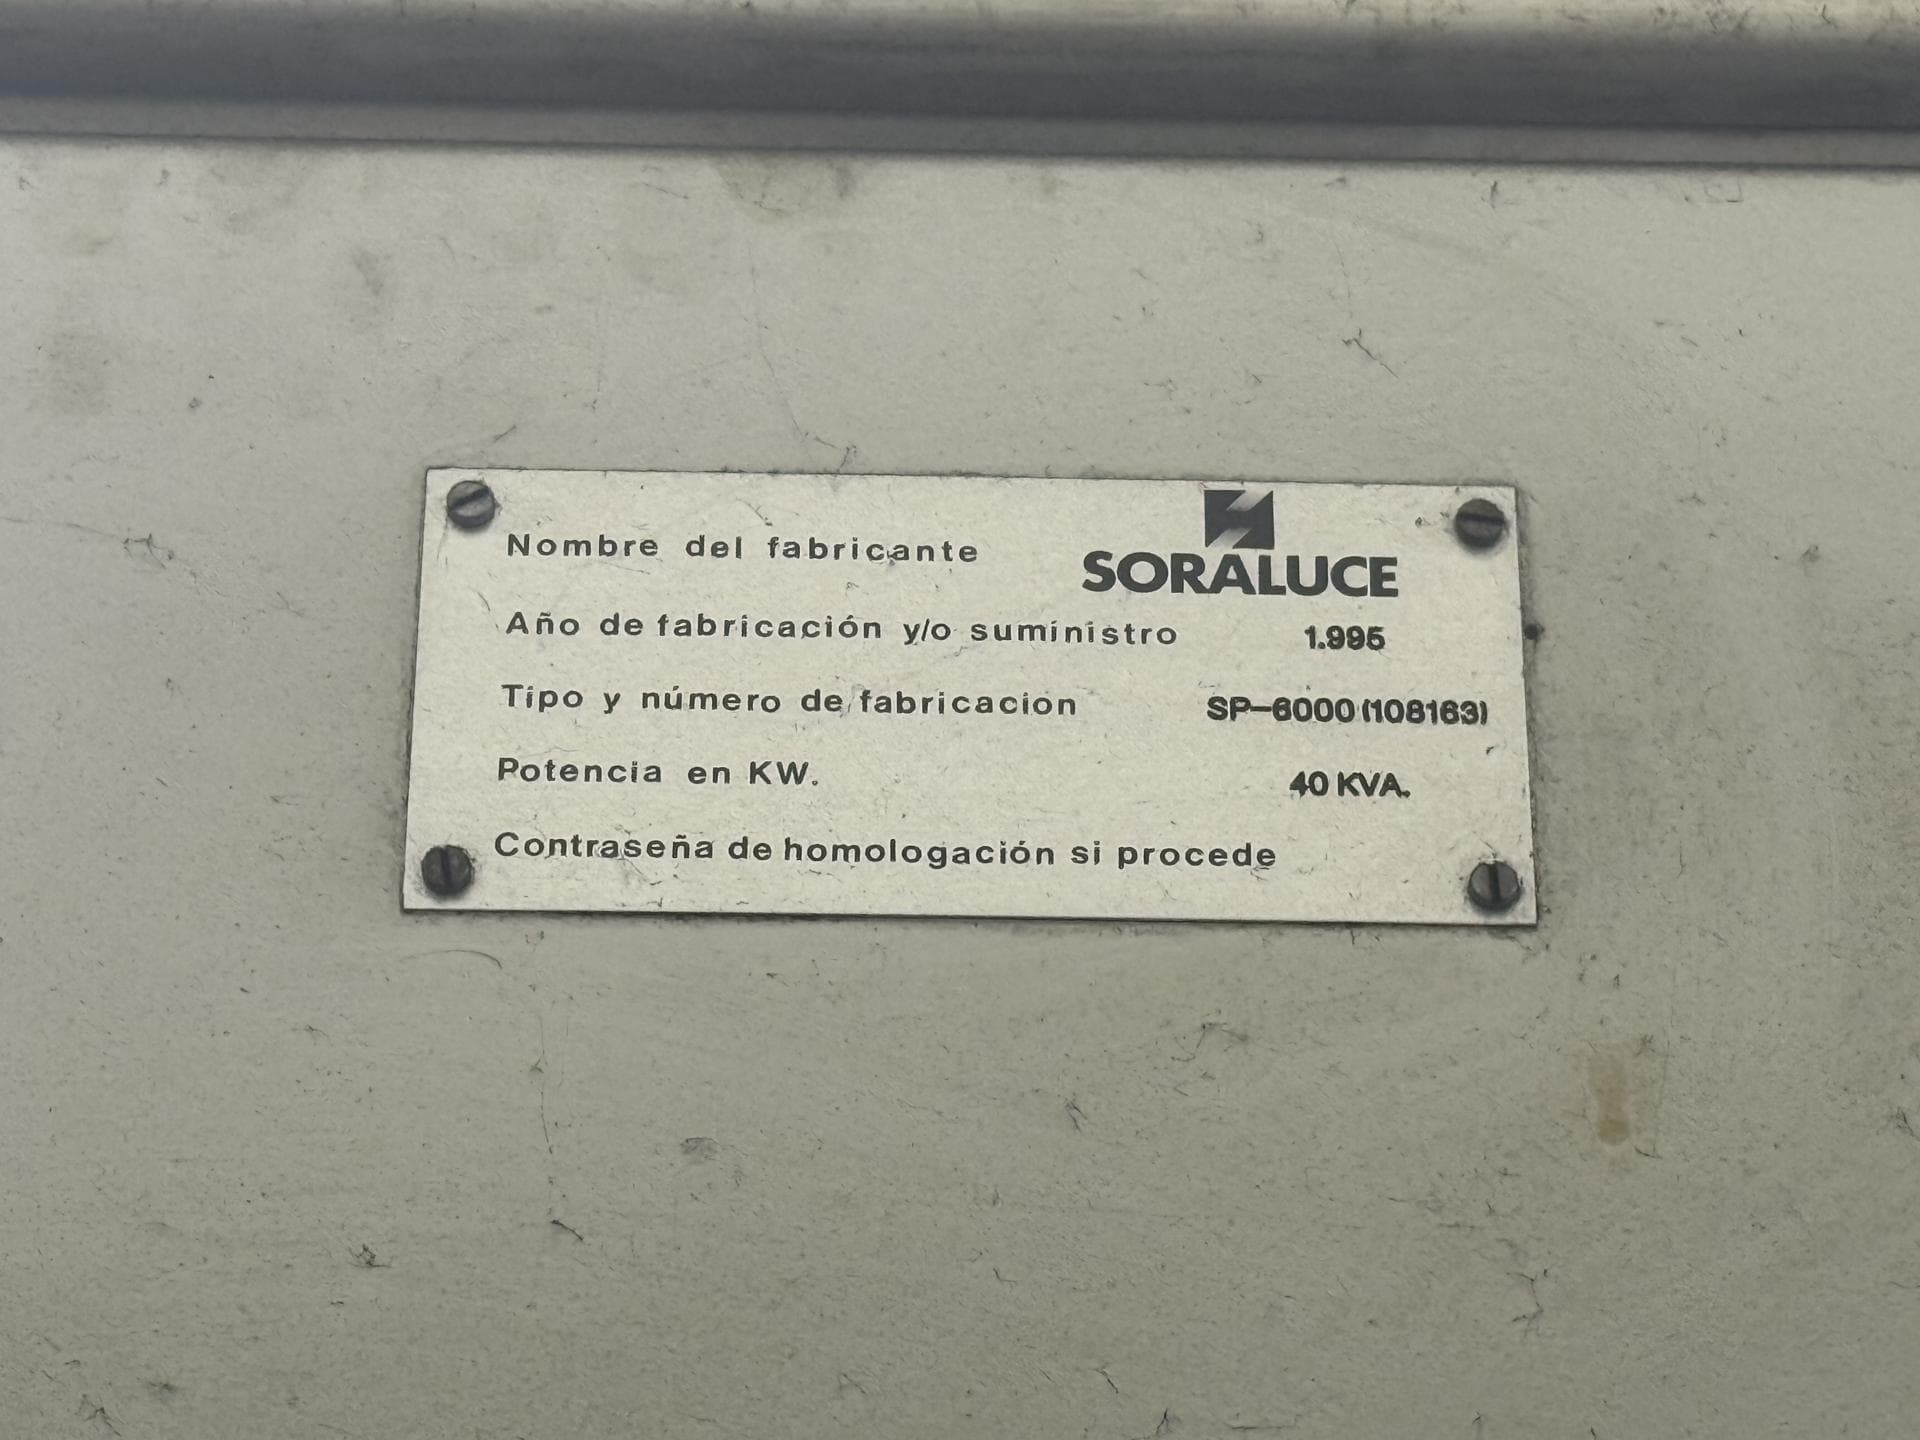 Nombre del fabricante SORALUCE
Año de fabricación y/o suministro 1.995
Tipo y número de fabricacion SP-6000 (108163)
Potencia en KW. 40 KVA.
Contraseña de homologación si procede